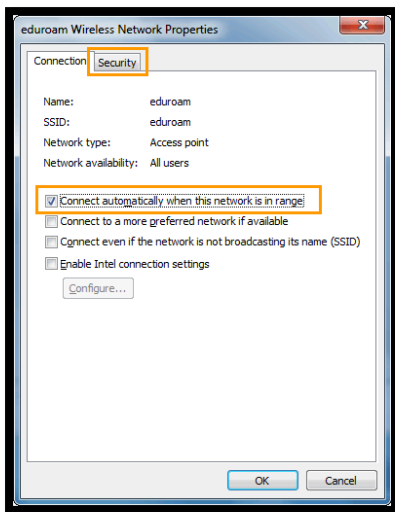 eduroam Wireless Network Properties
Connection Security
Name: eduroam
SSID: eduroam
Network type: Access point
Network availability: All users
Connect automatically when this network is in range
Connect to a more preferred network if available
Connect even if the network is not broadcasting its name (SSID)
Enable Intel connection settings
Configure...
OK Cancel